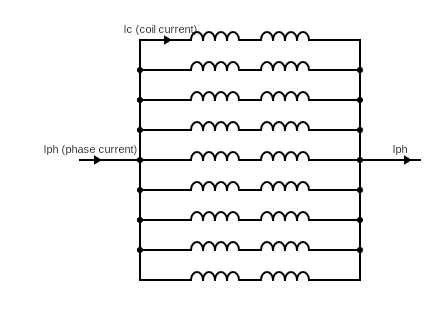 Ic (coil current)
Iph (phase current)
Iph